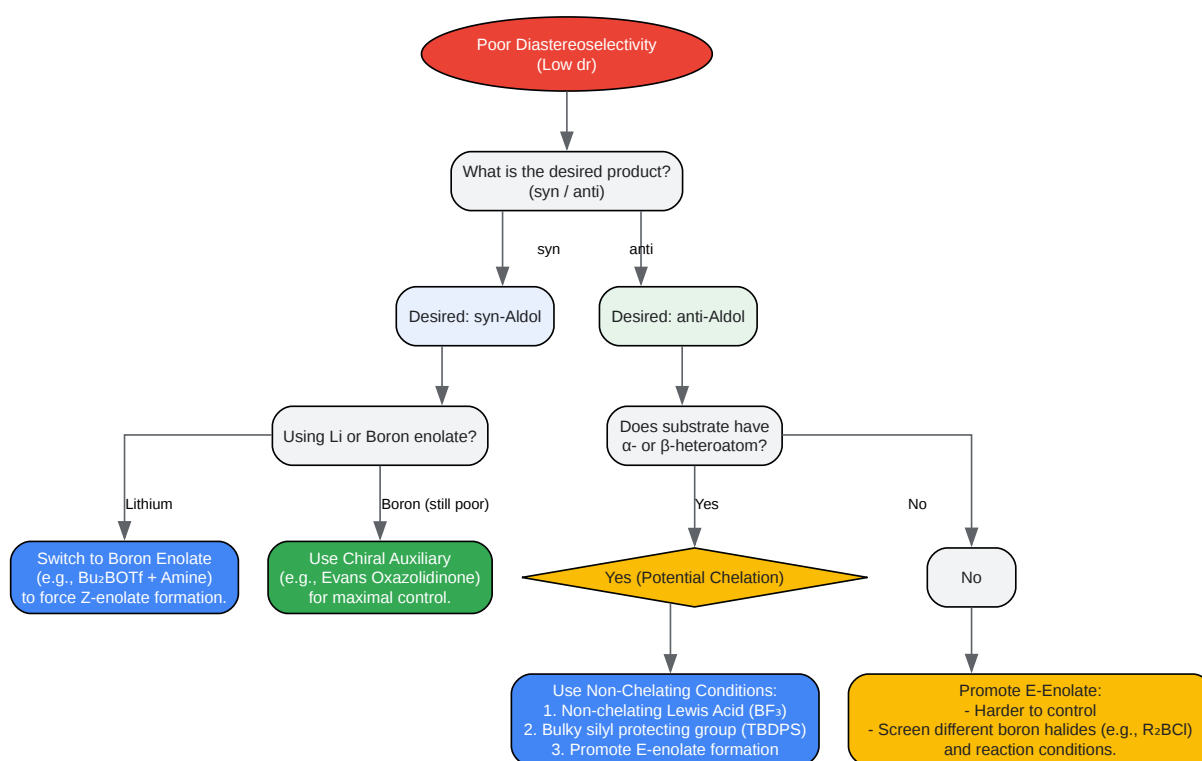 Poor Diastereoselectivity
(Low dr)
What is the desired product?
(syn / anti)
syn
anti
Desired: syn-Aldol
Desired: anti-Aldol
Using Li or Boron enolate?
Does substrate have
α- or β-heteroatom?
Lithium
Boron (still poor)
Yes
No
Switch to Boron Enolate
(e.g., Bu₂BOTf + Amine)
to force Z-enolate formation.
Use Chiral Auxiliary
(e.g., Evans Oxazolidinone)
for maximal control.
Yes (Potential Chelation)
No
Use Non-Chelating Conditions:
1. Non-chelating Lewis Acid (BF₃)
2. Bulky silyl protecting group (TBDPS)
3. Promote E-enolate formation
Promote E-Enolate:
- Harder to control
- Screen different boron halides (e.g., R₂BCl)
and reaction conditions.